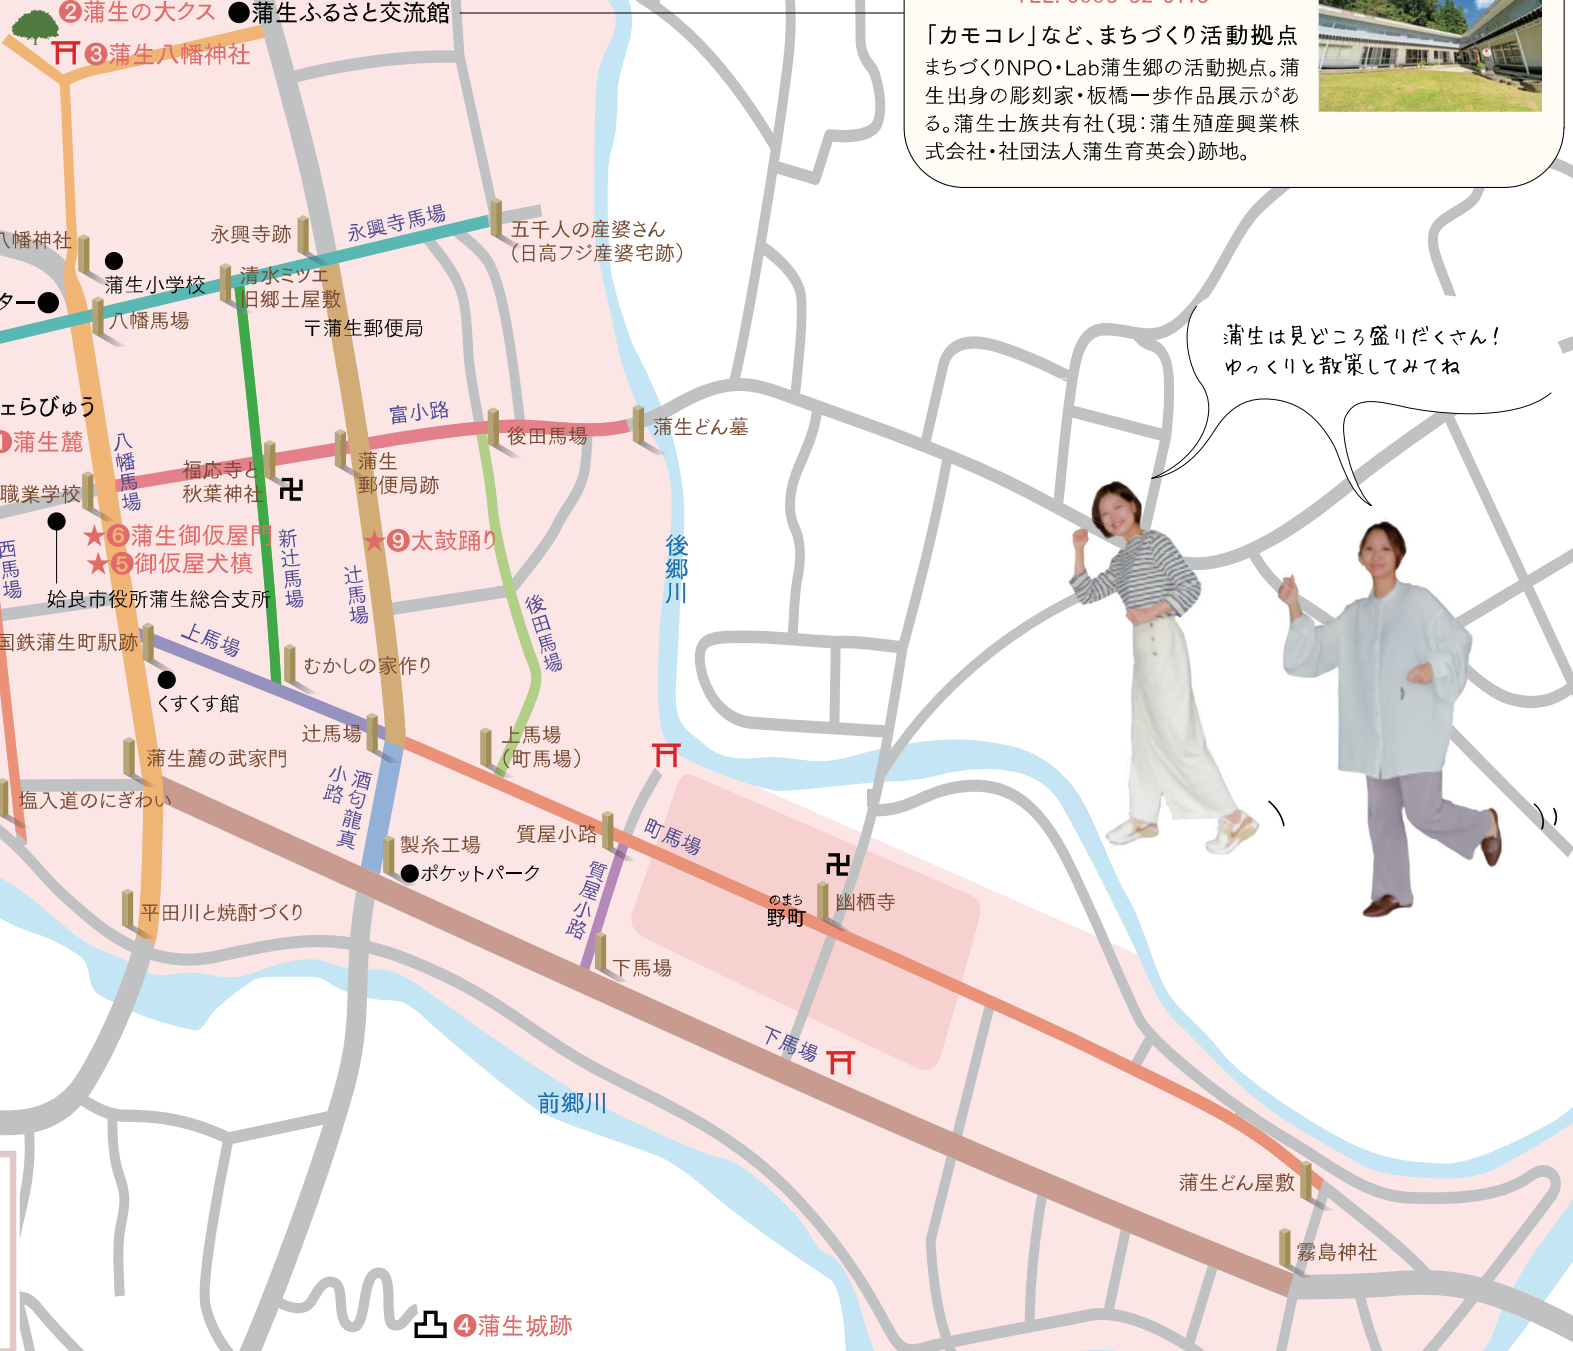 ❷蒲生の大クス
●蒲生ふるさと交流館
❸蒲生八幡神社
「カモコレ」など、まちづくり活動拠点
まちづくりNPO・Lab蒲生郷の活動拠点。蒲
生出身の彫刻家・板橋一歩作品展示があ
る。蒲生士族共有社（現：蒲生殖産興業株
式会社・社団法人蒲生育英会）跡地。
八幡神社
蒲生小学校
永興寺跡
永興寺馬場
五千人の産婆さん
（日高フジ産婆宅跡）
清水ミツエ
旧郷土屋敷
ター●
八幡馬場
〒蒲生郵便局
蒲生は見どころ盛りだくさん！
ゆっくりと散策してみてね
ェらびゅう
❶蒲生麓
八幡馬場
富小路
後田馬場
蒲生どん墓
福応寺と
秋葉神社
卍
蒲生
郵便局跡
職業学校
★❻蒲生御仮屋門
★❺御仮屋犬槙
★❾太鼓踊り
新辻馬場
辻馬場
西馬場
後田馬場
後郷川
姶良市役所蒲生総合支所
国鉄蒲生町駅跡
上馬場
むかしの家作り
くすくす館
辻馬場
上馬場
（町馬場）
蒲生麓の武家門
塩入道のにぎわい
酒匂龍真
小路
製糸工場
●ポケットパーク
質屋小路
町馬場
質屋小路
卍
のまち
野町
幽栖寺
平田川と焼酎づくり
下馬場
下馬場
前郷川
蒲生どん屋敷
霧島神社
❹蒲生城跡